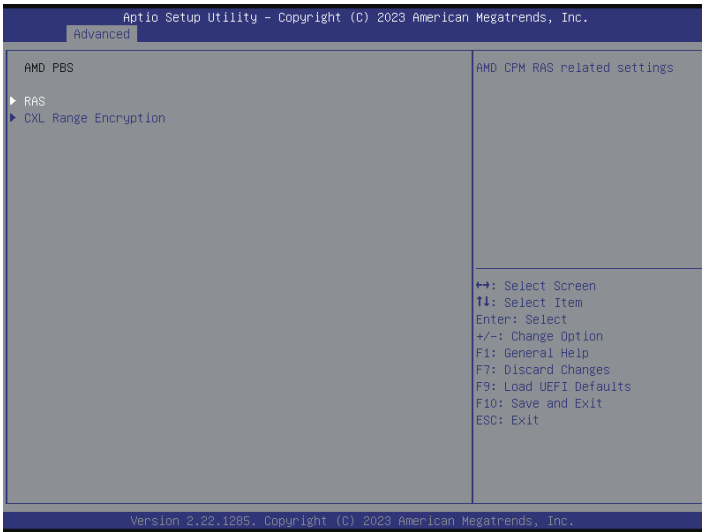 Aptio Setup Utility – Copyright (C) 2023 American Megatrends, Inc.
Advanced
AMD PBS
RAS
CXL Range Encryption
AMD CPM RAS related settings
↔: Select Screen
↑↓: Select Item
Enter: Select
+/-: Change Option
F1: General Help
F7: Discard Changes
F9: Load UEFI Defaults
F10: Save and Exit
ESC: Exit
Version 2.22.1285. Copyright (C) 2023 American Megatrends, Inc.